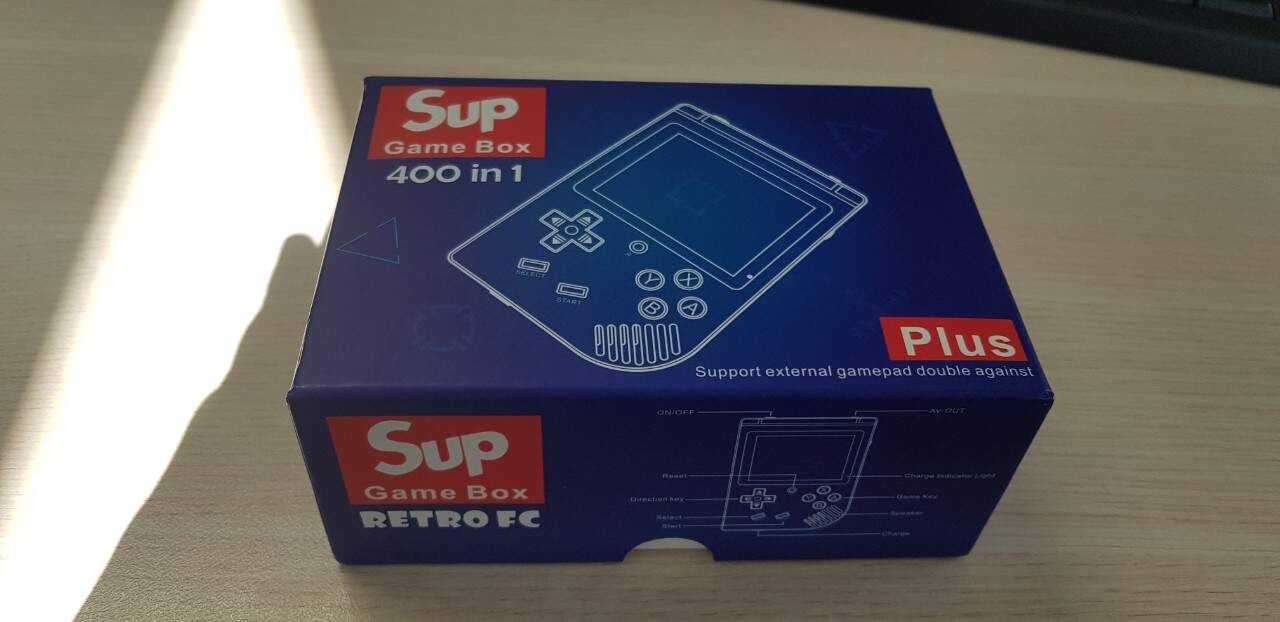 Sup
Game Box
400 in 1
SELECT
START
Y
X
B
A
Plus
Support external gamepad double against
Sup
Game Box
RETRO FC
ON/OFF
AV-OUT
Reset
Charge Indicator Light
Direction key
Game Key
Select
Speaker
Start
Charge